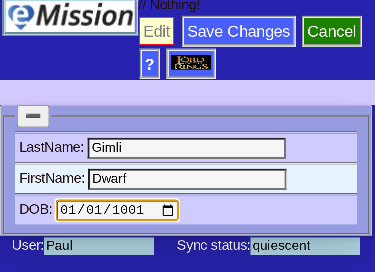 // Nothing!
eMission
Edit Save Changes Cancel
? LORD OF THE RINGS
*****
LastName: Gimli
FirstName: Dwarf
DOB: 01/01/1001
User: Paul Sync status: quiescent